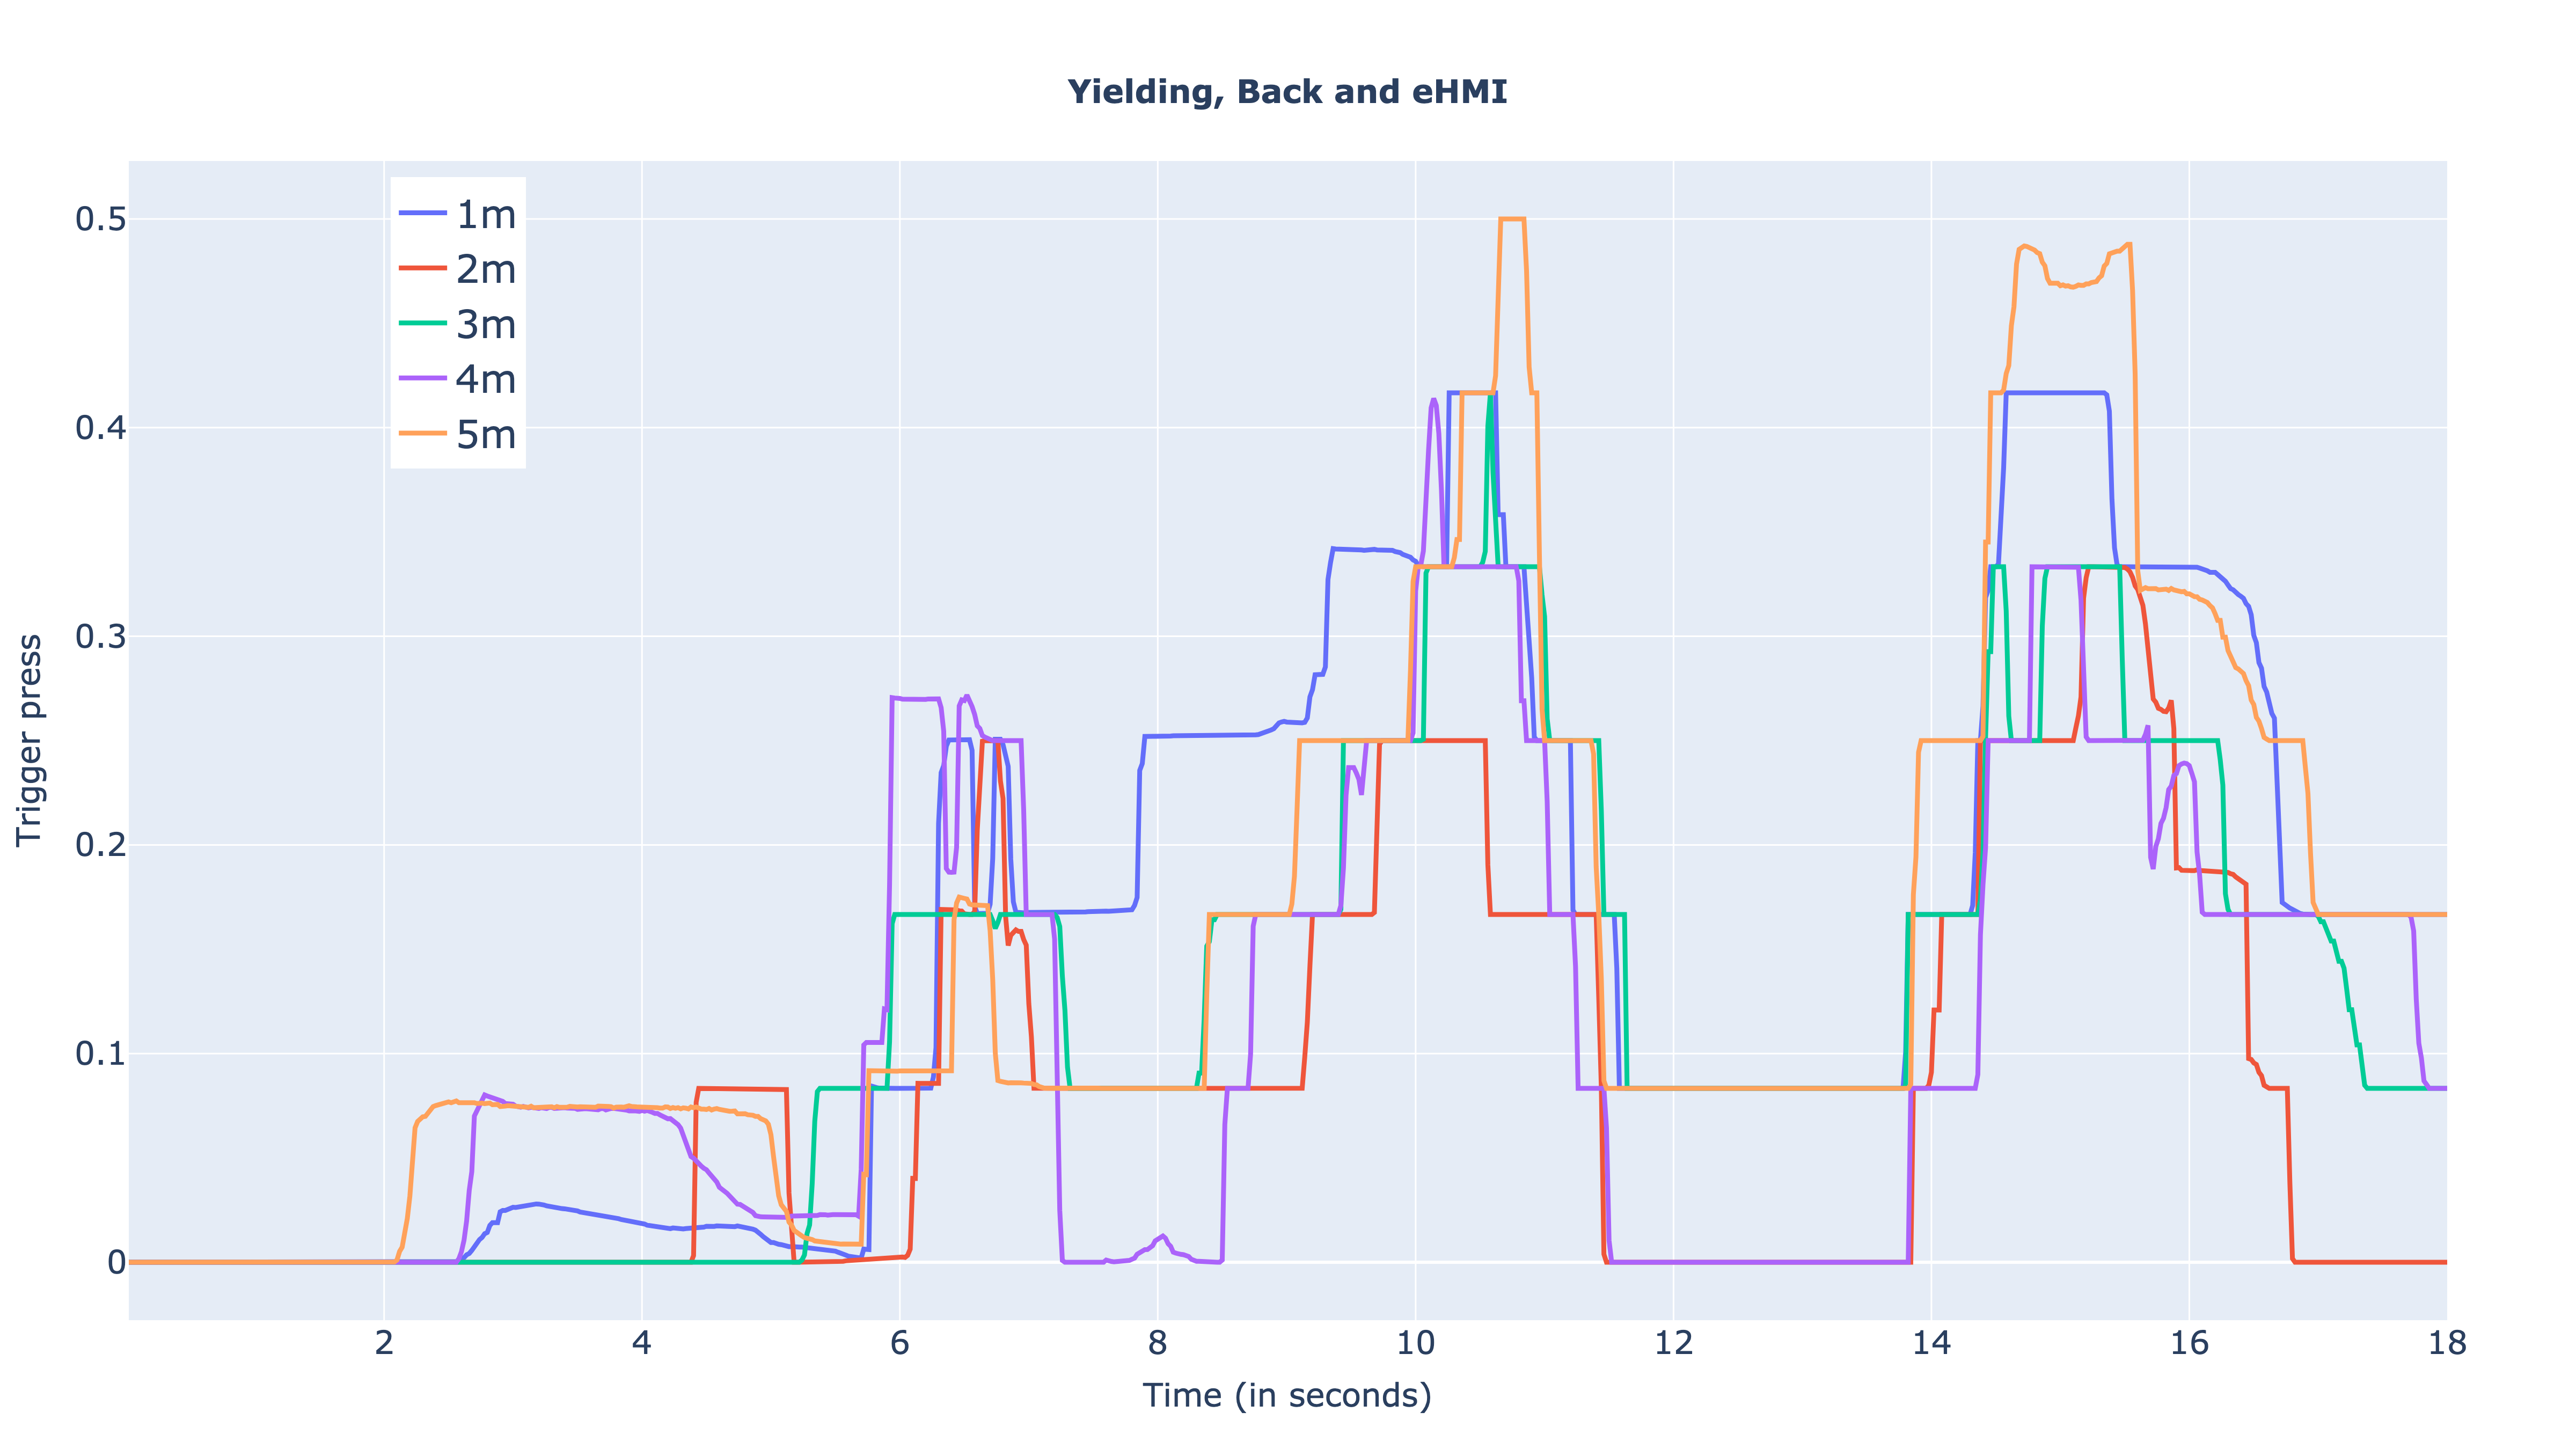 Yielding, Back and eHMI
1m
2m
3m
4m
5m
0.5
0.4
0.3
0.2
0.1
0
Trigger press
2 4 6 8 10 12 14 16 18
Time (in seconds)